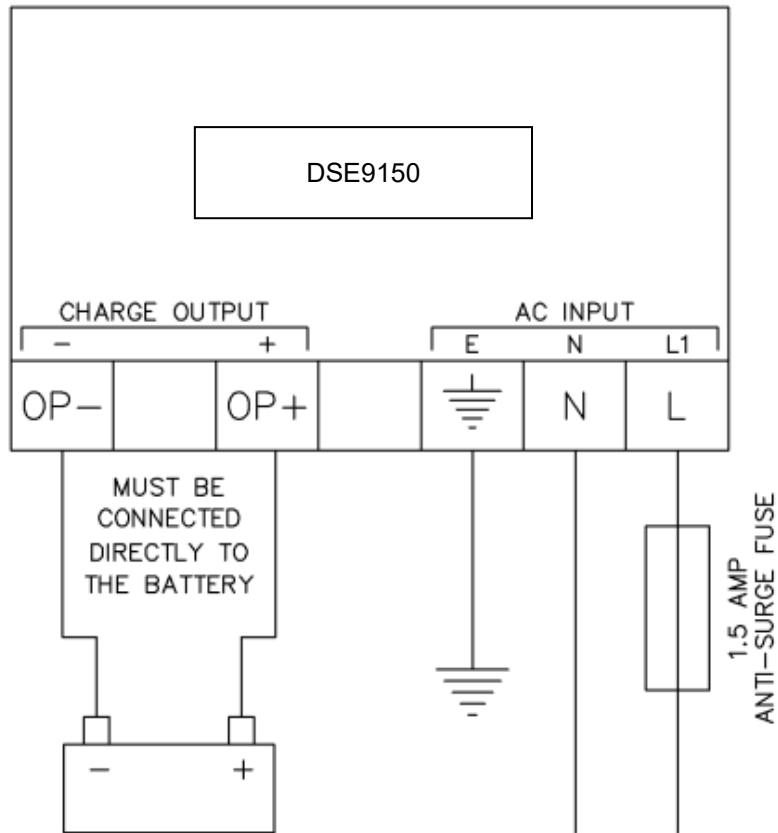 DSE9150
CHARGE OUTPUT
AC INPUT
− +
E N L1
OP− OP+ N L
MUST BE
CONNECTED
DIRECTLY TO
THE BATTERY
1.5 AMP
ANTI−SURGE FUSE
− +